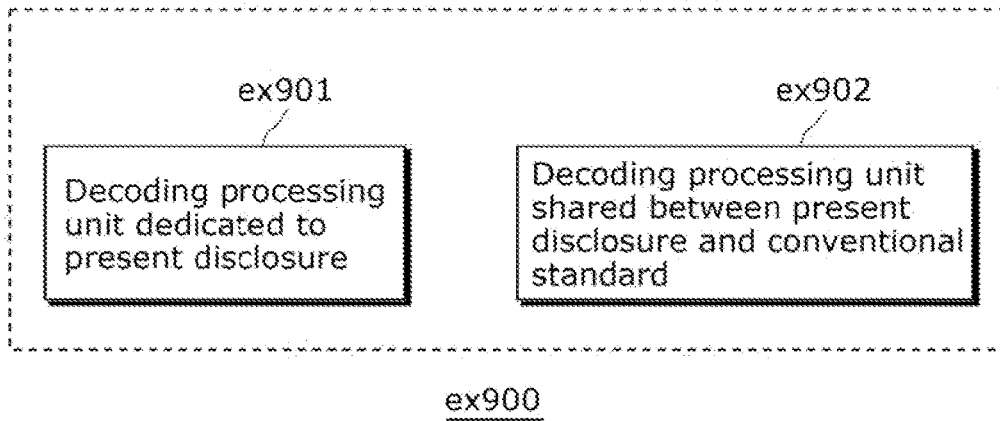 ex901
ex902
Decoding processing
unit dedicated to
present disclosure
Decoding processing unit
shared between present
disclosure and conventional
standard
ex900